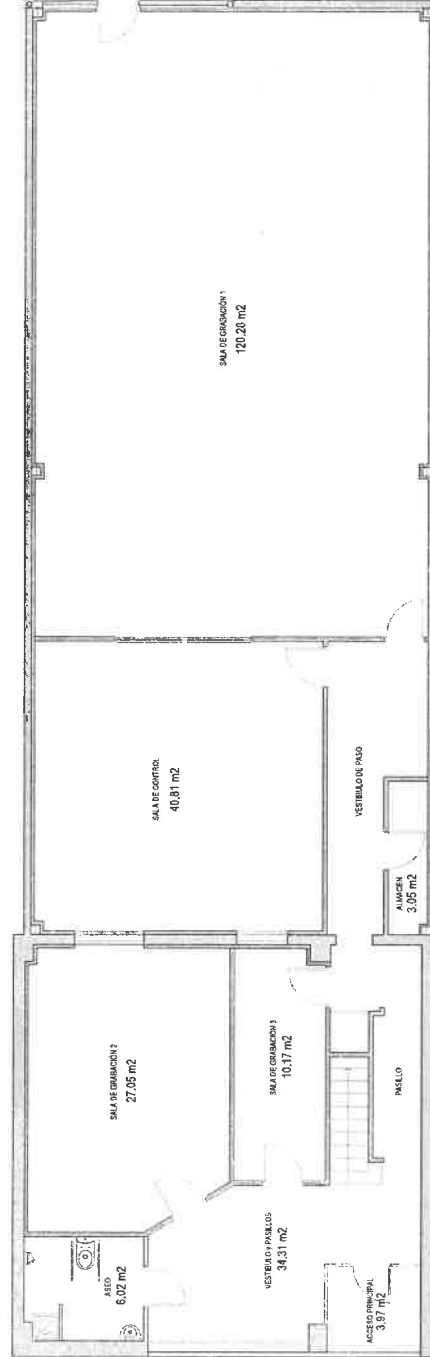 SALA DE GRABACIÓN 1
120.28 m2
SALA DE CONTROL
40,81 m2
VESTIBULO DE PASO
ALMACEN
3,05 m2
SALA DE GRABACIÓN 2
27.05 m2
SALA DE GRABACIÓN 3
10,17 m2
PASILLO
ASEO
6.02 m2
VESTIBULO y PASILLOS
34.31 m2
ACCESO PRINCIPAL
3.97 m2